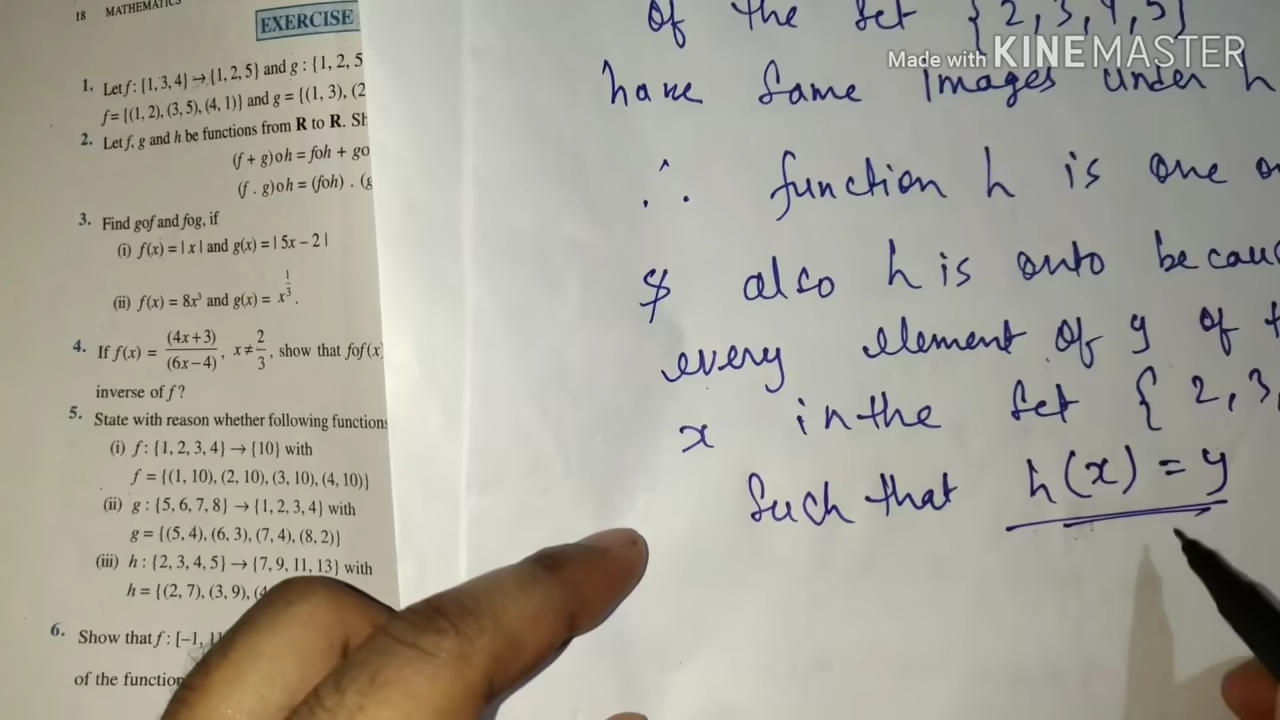 18 MATHEMATICS
EXERCISE
1. Let f : {1, 3, 4} → {1, 2, 5} and g : {1, 2, 5
f = {(1, 2), (3, 5), (4, 1)} and g = {(1, 3), (2
2. Let f, g and h be functions from R to R. Sh
(f + g)oh = foh + go
(f . g)oh = (foh) . (g
3. Find gof and fog, if
(i) f(x) = | x | and g(x) = | 5x – 2 |
(ii) f(x) = 8x³ and g(x) = x^(1/3).
4. If f(x) = (4x+3)/(6x−4), x ≠ 2/3, show that fof(x)
inverse of f?
5. State with reason whether following functions
(i) f : {1, 2, 3, 4} → {10} with
f = {(1, 10), (2, 10), (3, 10), (4, 10)}
(ii) g : {5, 6, 7, 8} → {1, 2, 3, 4} with
g = {(5, 4), (6, 3), (7, 4), (8, 2)}
(iii) h : {2, 3, 4, 5} → {7, 9, 11, 13} with
h = {(2, 7), (3, 9), (4
6. Show that f : [–1, 1]
of the function
of the set {2, 3, 4, 5}
Made with KINEMASTER
have same images under h
∴ function h is one on
$ also h is onto becau
every element of y of t
x in the set { 2, 3,
such that h(x) = y